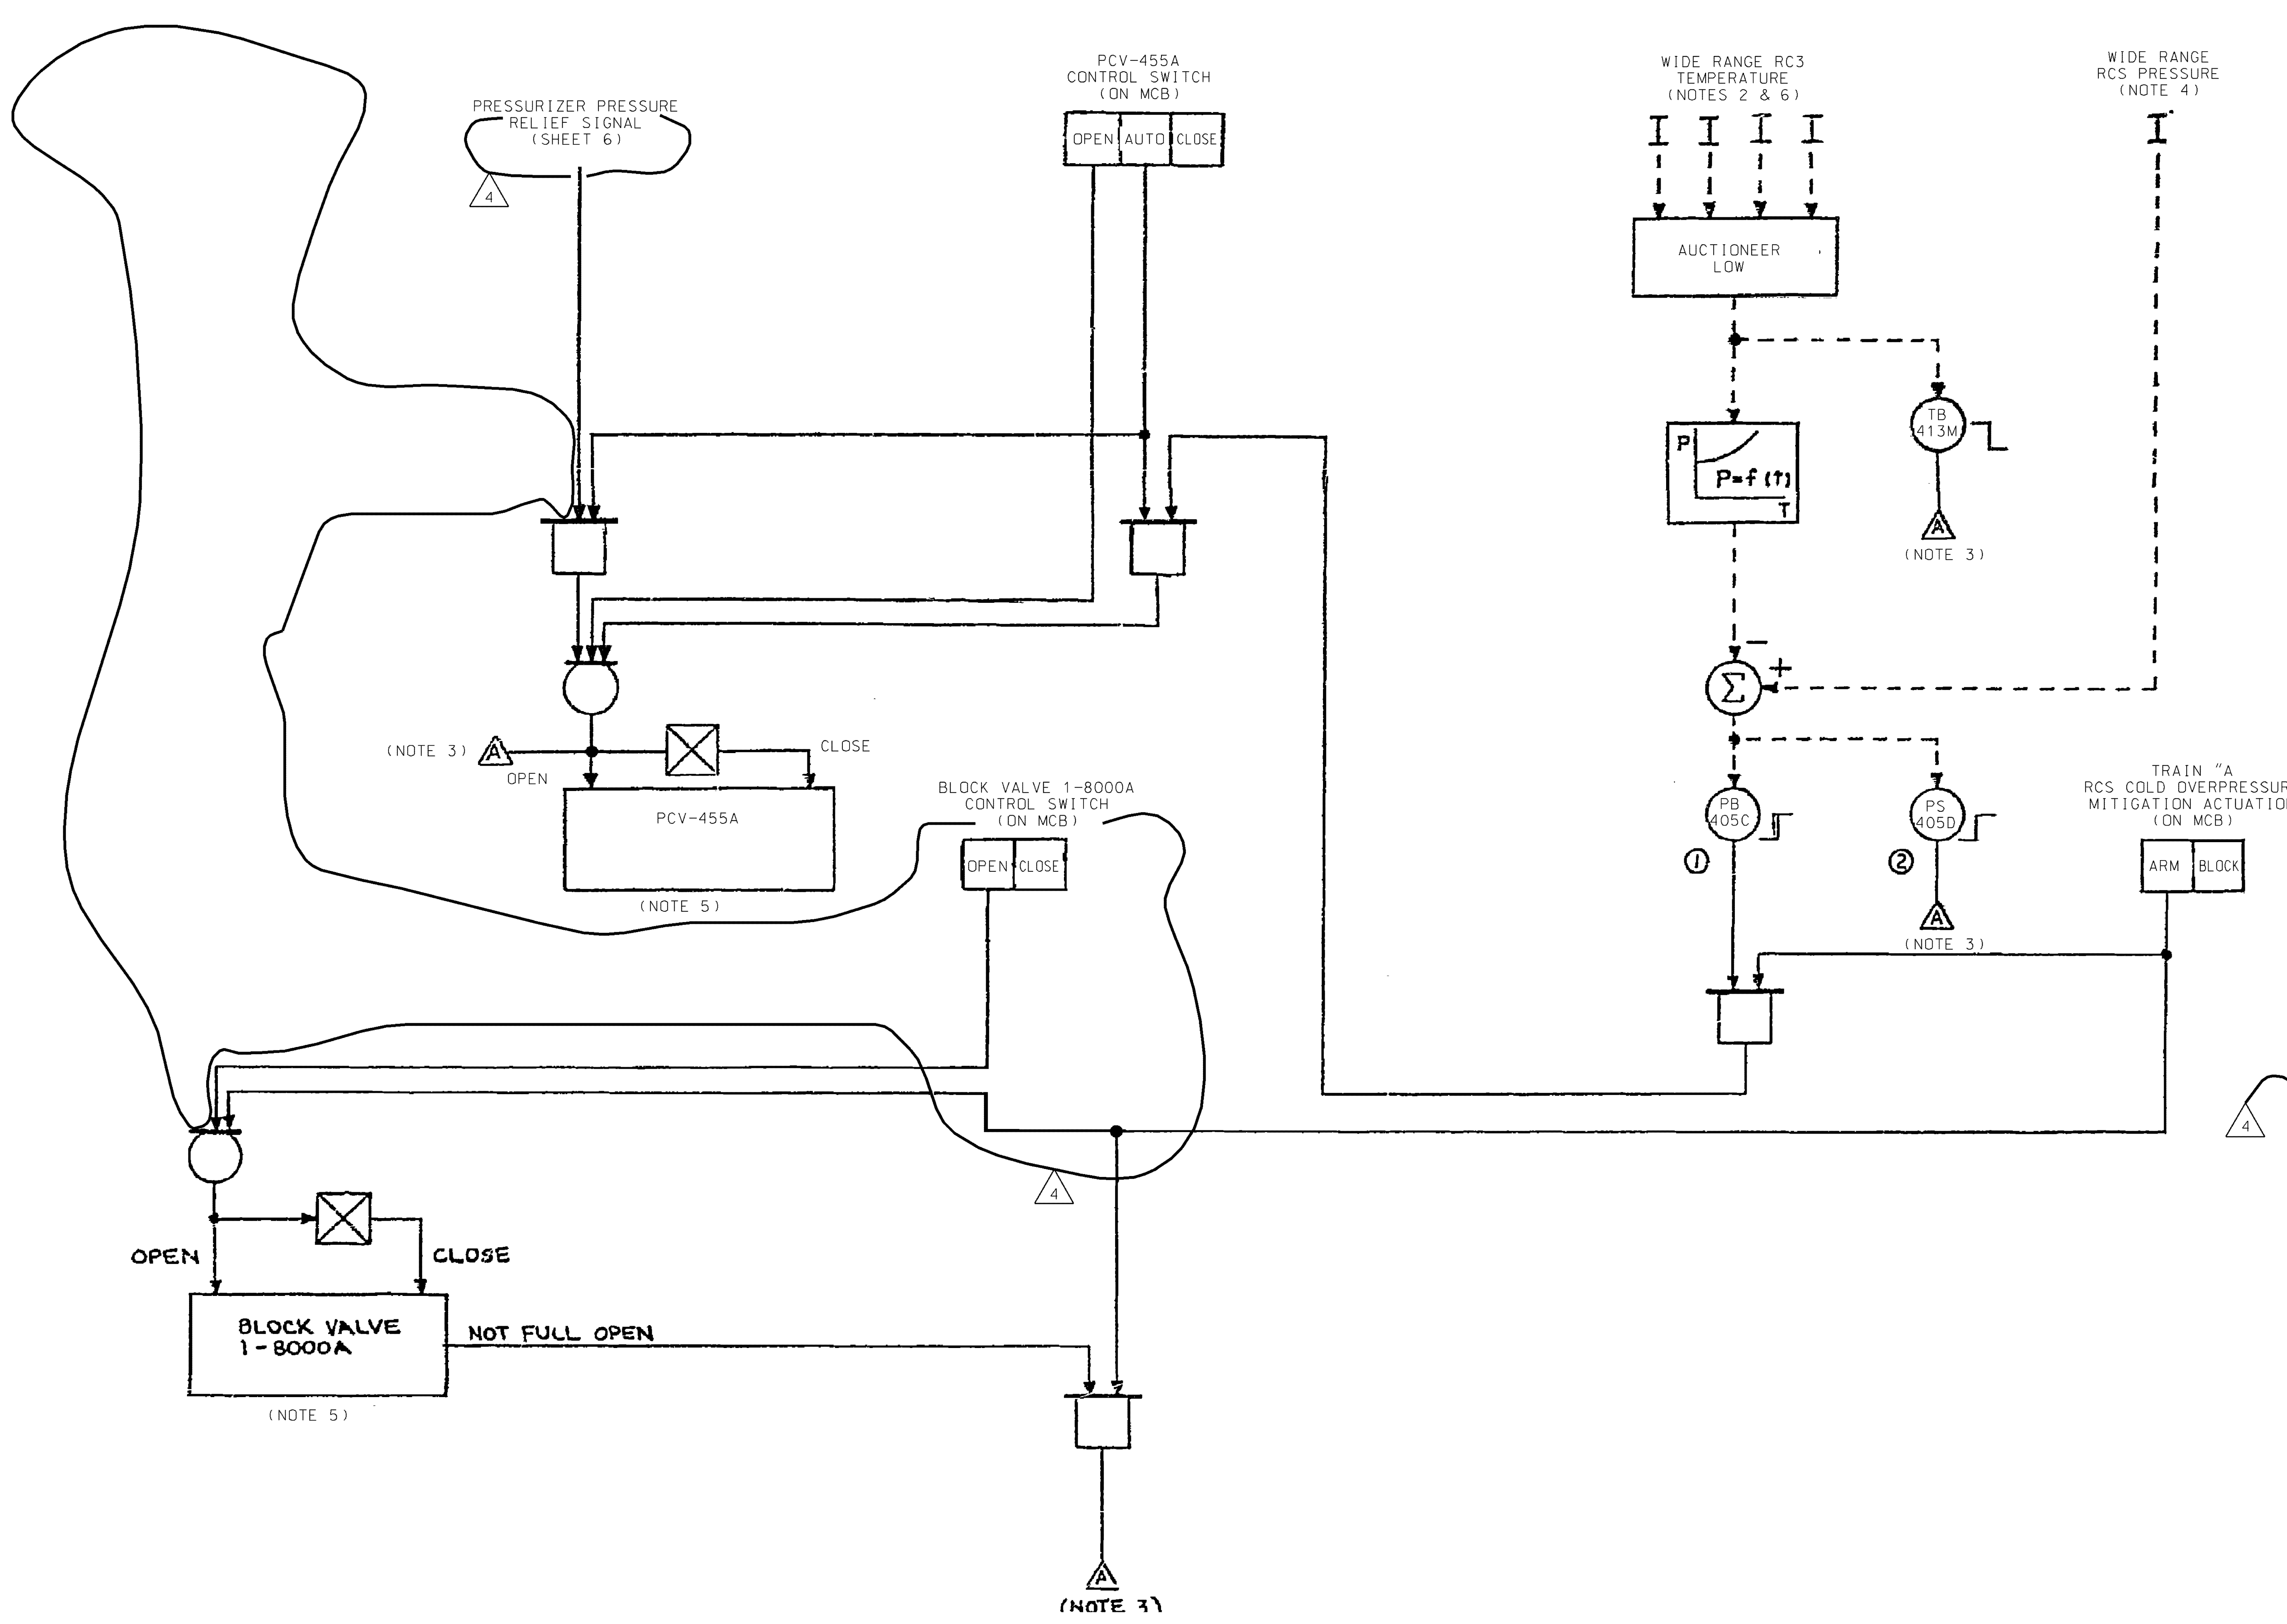 PCV-455A
CONTROL SWITCH
(ON MCB)
OPEN AUTO CLOSE
WIDE RANGE RC3
TEMPERATURE
(NOTES 2 & 6)
WIDE RANGE
RCS PRESSURE
(NOTE 4)
PRESSURIZER PRESSURE
RELIEF SIGNAL
(SHEET 6)
4
AUCTIONEER
LOW
TB
413M
P
P=f (T)
T
A
(NOTE 3)
−
+
Σ
(NOTE 3) A
OPEN
CLOSE
PCV-455A
(NOTE 5)
BLOCK VALVE 1-8000A
CONTROL SWITCH
(ON MCB)
OPEN CLOSE
PB
405C
1
PS
405D
2
A
(NOTE 3)
TRAIN "A
RCS COLD OVERPRESSUR
MITIGATION ACTUATIO
(ON MCB)
ARM BLOCK
4
4
OPEN
CLOSE
BLOCK VALVE
1-8000A
NOT FULL OPEN
(NOTE 5)
A
(NOTE 3)